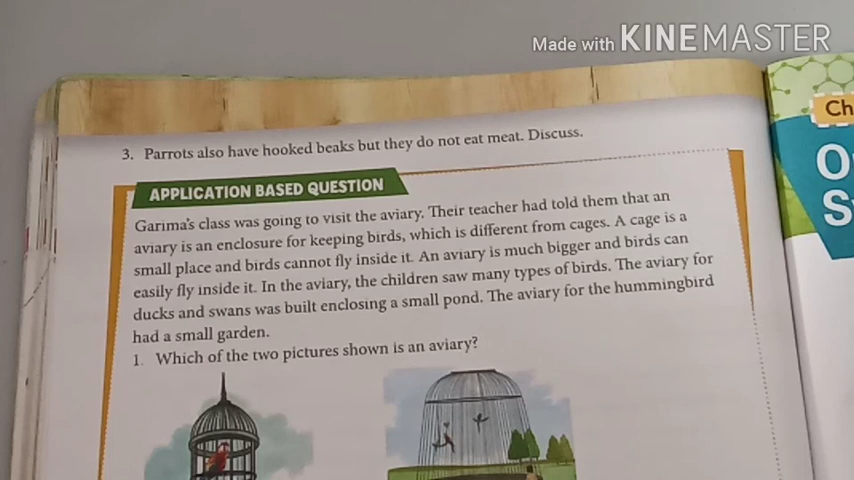 Made with KINEMASTER
3. Parrots also have hooked beaks but they do not eat meat. Discuss.
APPLICATION BASED QUESTION
Garima's class was going to visit the aviary. Their teacher had told them that an
aviary is an enclosure for keeping birds, which is different from cages. A cage is a
small place and birds cannot fly inside it. An aviary is much bigger and birds can
easily fly inside it. In the aviary, the children saw many types of birds. The aviary for
ducks and swans was built enclosing a small pond. The aviary for the hummingbird
had a small garden.
1. Which of the two pictures shown is an aviary?
Ch
O
S